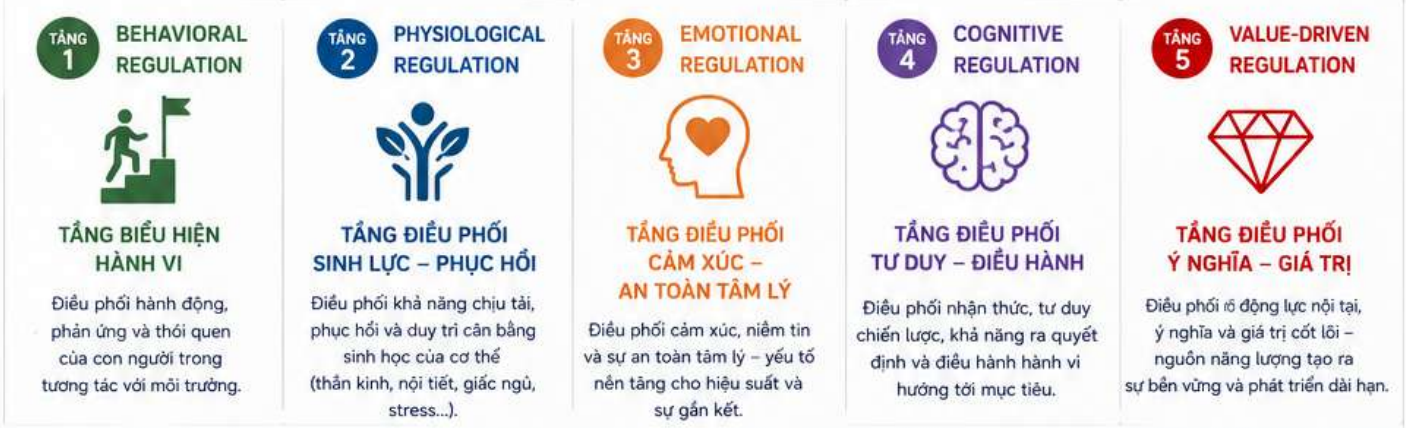 TẦNG
1
BEHAVIORAL
REGULATION
TẦNG BIỂU HIỆN
HÀNH VI
Điều phối hành động,
phản ứng và thói quen
của con người trong
tương tác với môi trường.
TẦNG
2
PHYSIOLOGICAL
REGULATION
TẦNG ĐIỀU PHỐI
SINH LỰC – PHỤC HỒI
Điều phối khả năng chịu tải,
phục hồi và duy trì cân bằng
sinh học của cơ thể
(thần kinh, nội tiết, giấc ngủ,
stress...).
TẦNG
3
EMOTIONAL
REGULATION
TẦNG ĐIỀU PHỐI
CẢM XÚC –
AN TOÀN TÂM LÝ
Điều phối cảm xúc, niềm tin
và sự an toàn tâm lý – yếu tố
nền tảng cho hiệu suất và
sự gắn kết.
TẦNG
4
COGNITIVE
REGULATION
TẦNG ĐIỀU PHỐI
TƯ DUY – ĐIỀU HÀNH
Điều phối nhận thức, tư duy
chiến lược, khả năng ra quyết
định và điều hành hành vi
hướng tới mục tiêu.
TẦNG
5
VALUE-DRIVEN
REGULATION
TẦNG ĐIỀU PHỐI
Ý NGHĨA – GIÁ TRỊ
Điều phối động lực nội tại,
ý nghĩa và giá trị cốt lõi –
nguồn năng lượng tạo ra
sự bền vững và phát triển dài hạn.